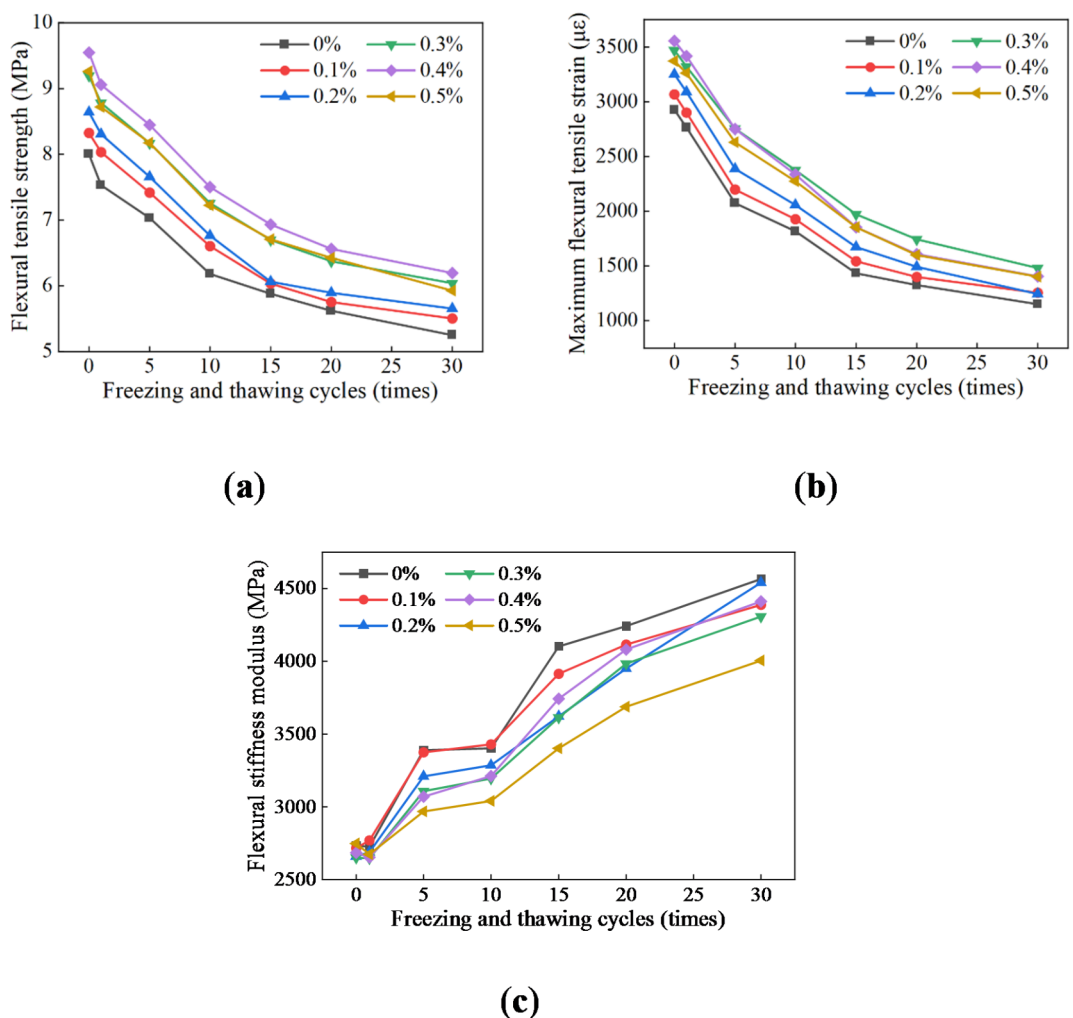 10
9
8
7
6
5
Flexural tensile strength (MPa)
0% 0.3%
0.1% 0.4%
0.2% 0.5%
0 5 10 15 20 25 30
Freezing and thawing cycles (times)
(a)
3500
3000
2500
2000
1500
1000
Maximum flexural tensile strain (με)
0% 0.3%
0.1% 0.4%
0.2% 0.5%
0 5 10 15 20 25 30
Freezing and thawing cycles (times)
(b)
4500
4000
3500
3000
2500
Flexural stiffness modulus (MPa)
0% 0.3%
0.1% 0.4%
0.2% 0.5%
0 5 10 15 20 25 30
Freezing and thawing cycles (times)
(c)